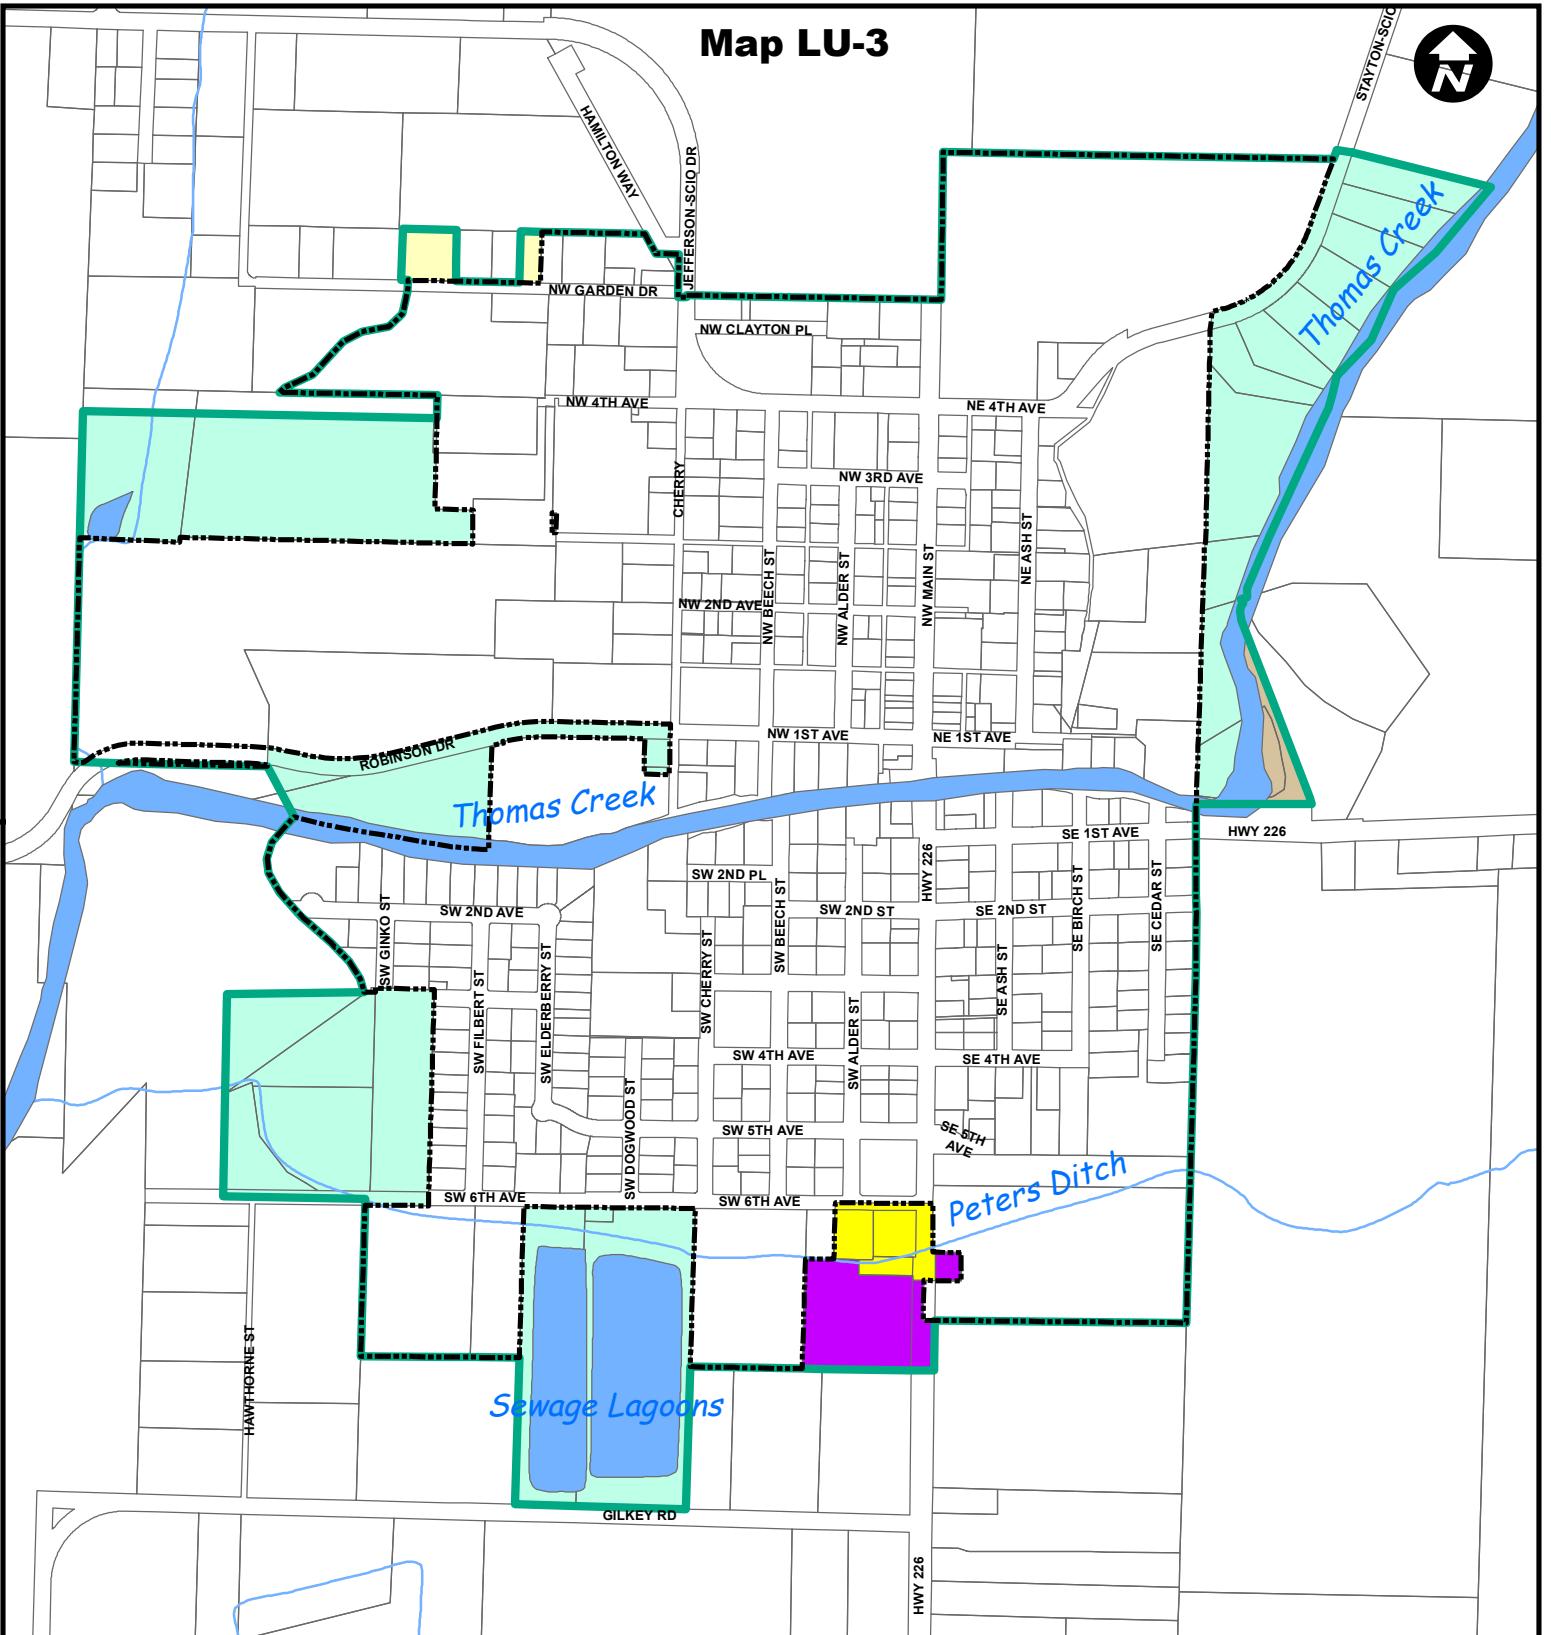 Map LU-3
N
STAYTON-SCIO
HAMILTON WAY
JEFFERSON-SCIO DR
Thomas Creek
NW GARDEN DR
NW CLAYTON PL
NW 4TH AVE
NE 4TH AVE
CHERRY
NW 3RD AVE
NW BEECH ST
NW ALDER ST
NW MAIN ST
NE ASH ST
NW 2ND AVE
NW 1ST AVE
NE 1ST AVE
ROBINSON DR
Thomas Creek
SE 1ST AVE
HWY 226
HWY 226
SW 2ND PL
SW GINKO ST
SW 2ND AVE
SW BEECH ST
SW 2ND ST
SE 2ND ST
SE BIRCH ST
SE CEDAR ST
SW FILBERT ST
SW ELDERBERRY ST
SW CHERRY ST
SW ALDER ST
SE ASH ST
SW 4TH AVE
SE 4TH AVE
SW DOGWOOD ST
SW 5TH AVE
SE 5TH
AVE
SW 6TH AVE
SW 6TH AVE
Peters Ditch
HAWTHORNE ST
Sewage Lagoons
GILKEY RD
HWY 226